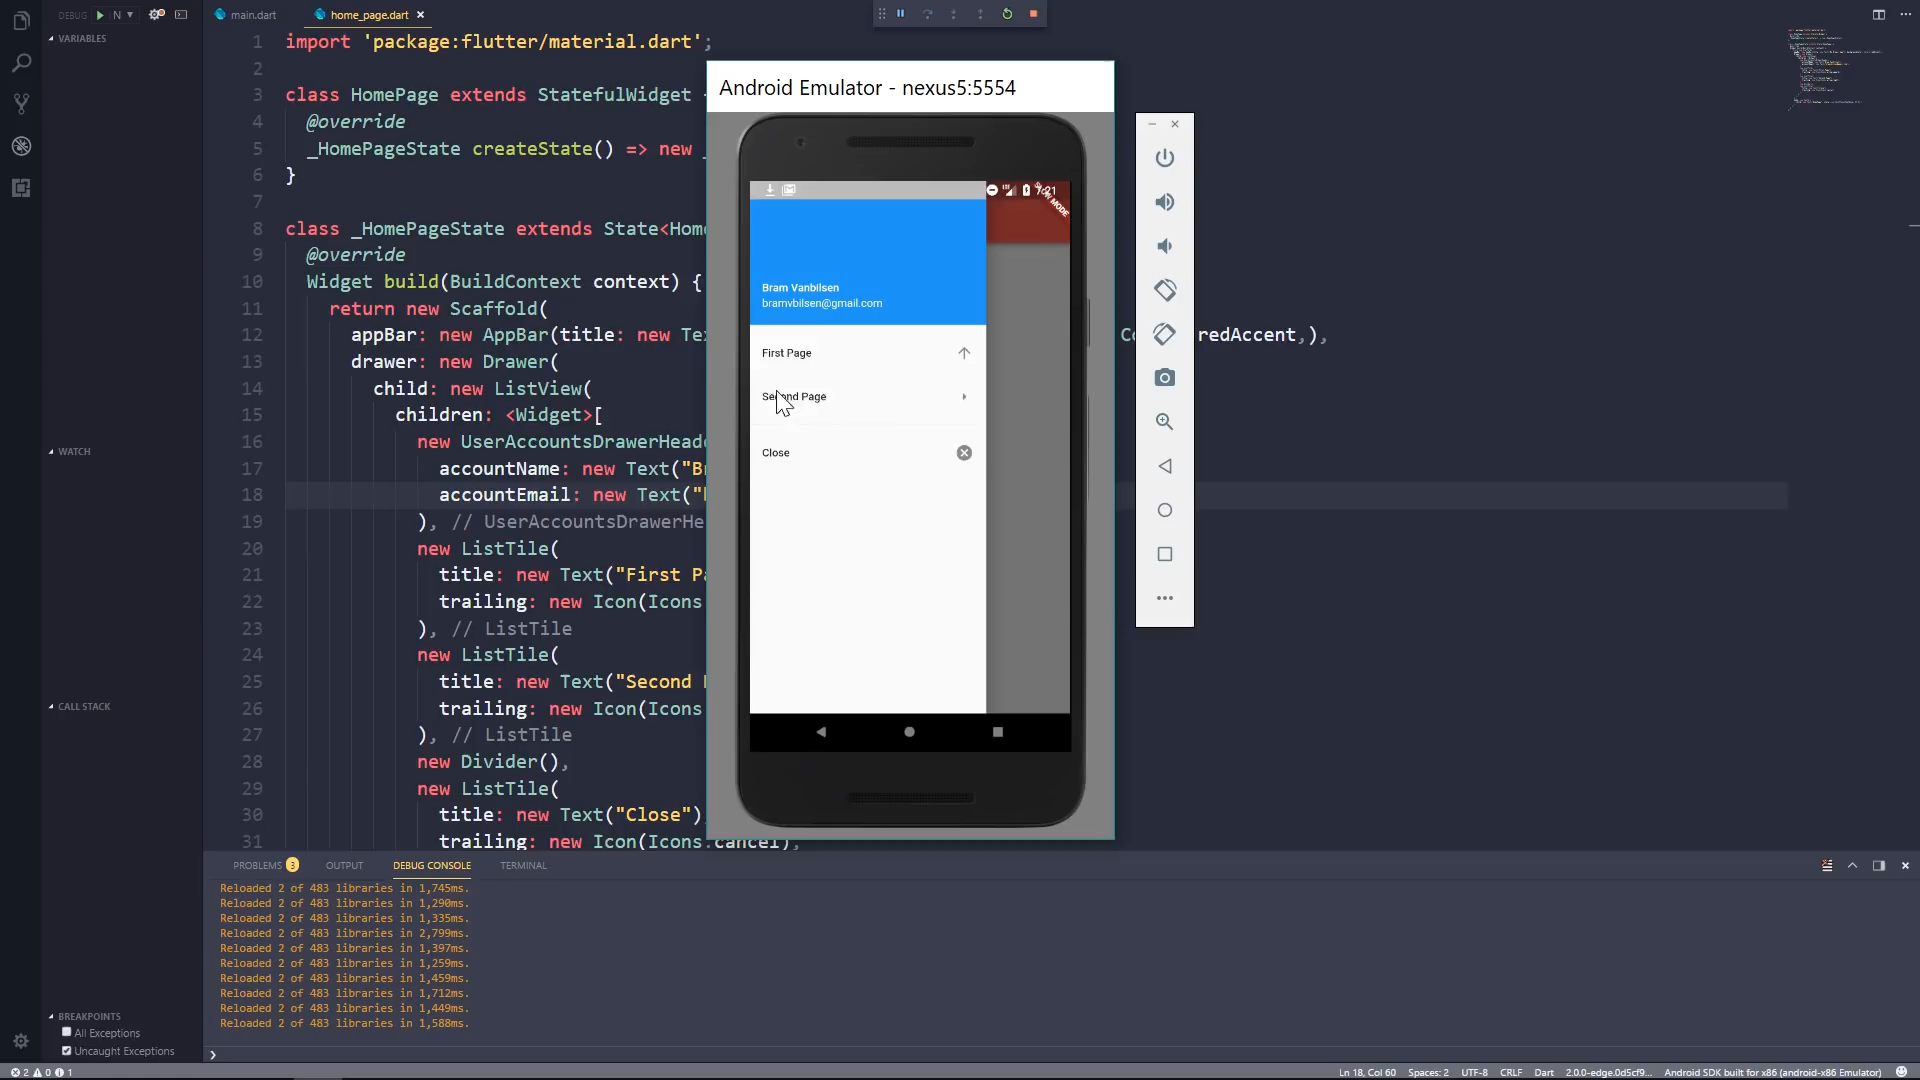 DEBUG N
main.dart
home_page.dart
VARIABLES
WATCH
CALL STACK
BREAKPOINTS
All Exceptions
Uncaught Exceptions
1 import 'package:flutter/material.dart';
2
3 class HomePage extends StatefulWidget
4 @override
5 _HomePageState createState() => new
6 }
7
8 class _HomePageState extends State<Hom
9 @override
10 Widget build(BuildContext context) {
11 return new Scaffold(
12 appBar: new AppBar(title: new Te redAccent,),
13 drawer: new Drawer(
14 child: new ListView(
15 children: <Widget>[
16 new UserAccountsDrawerHead
17 accountName: new Text("B
18 accountEmail: new Text("
19 ), // UserAccountsDrawerHe
20 new ListTile(
21 title: new Text("First P
22 trailing: new Icon(Icons
23 ), // ListTile
24 new ListTile(
25 title: new Text("Second
26 trailing: new Icon(Icons
27 ), // ListTile
28 new Divider(),
29 new ListTile(
30 title: new Text("Close")
31 trailing: new Icon(Icons.cancel),
Android Emulator - nexus5:5554
7:21
SLOW MODE
Bram Vanbilsen
bramvbilsen@gmail.com
First Page
Second Page
Close
PROBLEMS 3 OUTPUT DEBUG CONSOLE TERMINAL
Reloaded 2 of 483 libraries in 1,745ms.
Reloaded 2 of 483 libraries in 1,290ms.
Reloaded 2 of 483 libraries in 1,335ms.
Reloaded 2 of 483 libraries in 2,799ms.
Reloaded 2 of 483 libraries in 1,397ms.
Reloaded 2 of 483 libraries in 1,259ms.
Reloaded 2 of 483 libraries in 1,459ms.
Reloaded 2 of 483 libraries in 1,712ms.
Reloaded 2 of 483 libraries in 1,449ms.
Reloaded 2 of 483 libraries in 1,588ms.
2 0 1 Ln 18, Col 60 Spaces: 2 UTF-8 CRLF Dart 2.0.0-edge.0d5cf9... Android SDK built for x86 (android-x86 Emulator)